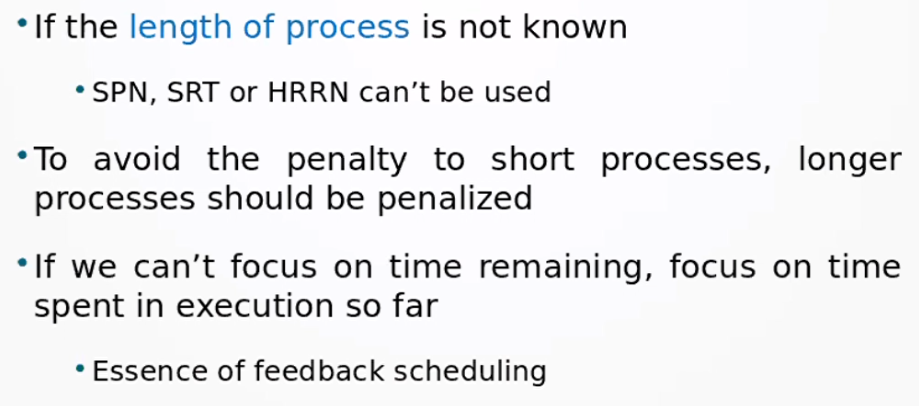 • If the length of process is not known
• SPN, SRT or HRRN can’t be used
• To avoid the penalty to short processes, longer
processes should be penalized
• If we can’t focus on time remaining, focus on time
spent in execution so far
• Essence of feedback scheduling